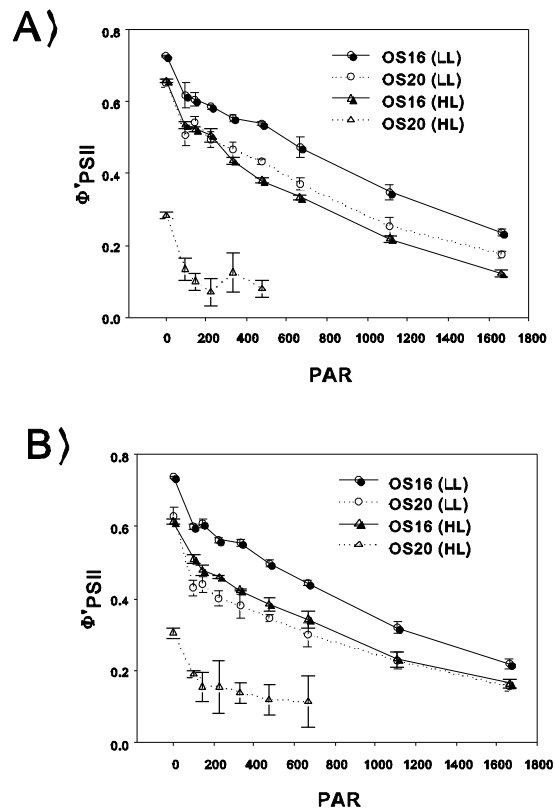 A)
0.8
0.6
0.4
0.2
0.0
Φ'PSII
OS16 (LL)
OS20 (LL)
OS16 (HL)
OS20 (HL)
0 200 400 600 800 1000 1200 1400 1600 1800
PAR
B)
0.8
0.6
0.4
0.2
0.0
Φ'PSII
OS16 (LL)
OS20 (LL)
OS16 (HL)
OS20 (HL)
0 200 400 600 800 1000 1200 1400 1600 1800
PAR